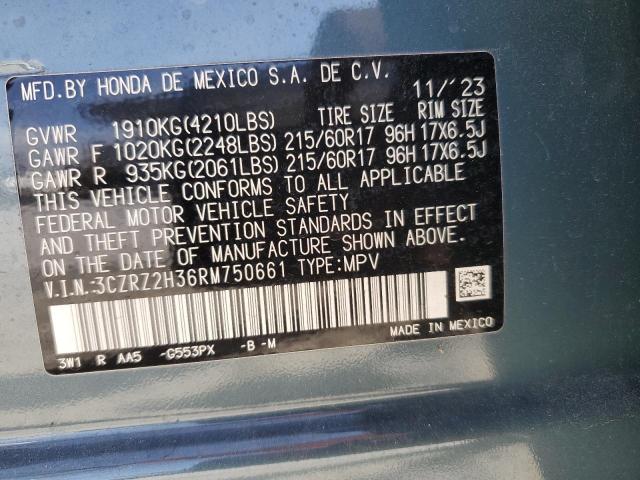 MFD.BY HONDA DE MEXICO S.A. DE C.V. 11/'23
GVWR 1910KG(4210LBS) TIRE SIZE RIM SIZE
GAWR F 1020KG(2248LBS) 215/60R17 96H 17X6.5J
GAWR R 935KG(2061LBS) 215/60R17 96H 17X6.5J
THIS VEHICLE CONFORMS TO ALL APPLICABLE
FEDERAL MOTOR VEHICLE SAFETY
AND THEFT PREVENTION STANDARDS IN EFFECT
ON THE DATE OF MANUFACTURE SHOWN ABOVE.
V.I.N.:3CZRZ2H36RM750661 TYPE:MPV
MADE IN MEXICO
3W1 R AA5 -G553PX -B -M